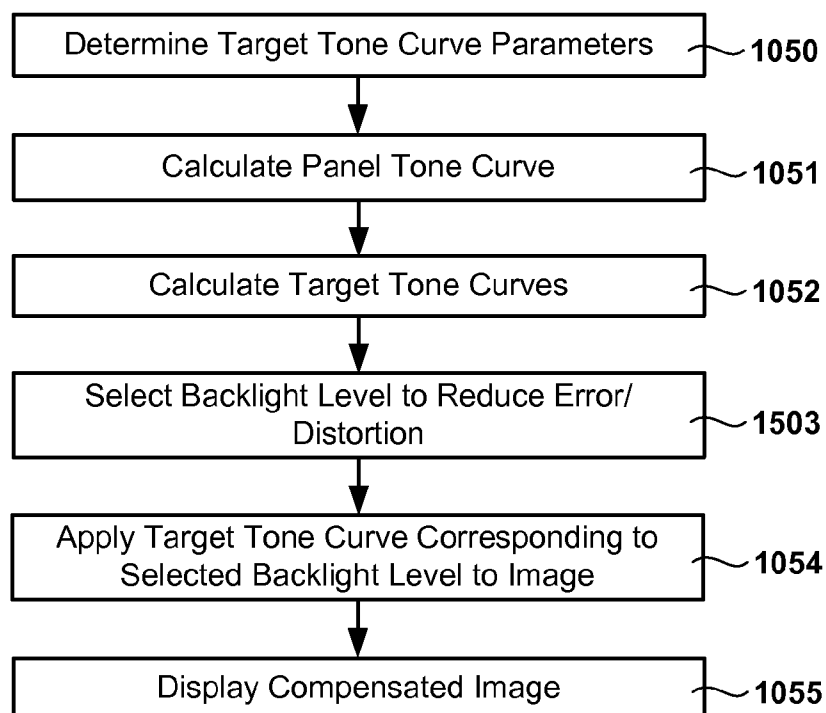 Determine Target Tone Curve Parameters 1050
Calculate Panel Tone Curve 1051
Calculate Target Tone Curves 1052
Select Backlight Level to Reduce Error/
Distortion 1503
Apply Target Tone Curve Corresponding to
Selected Backlight Level to Image 1054
Display Compensated Image 1055